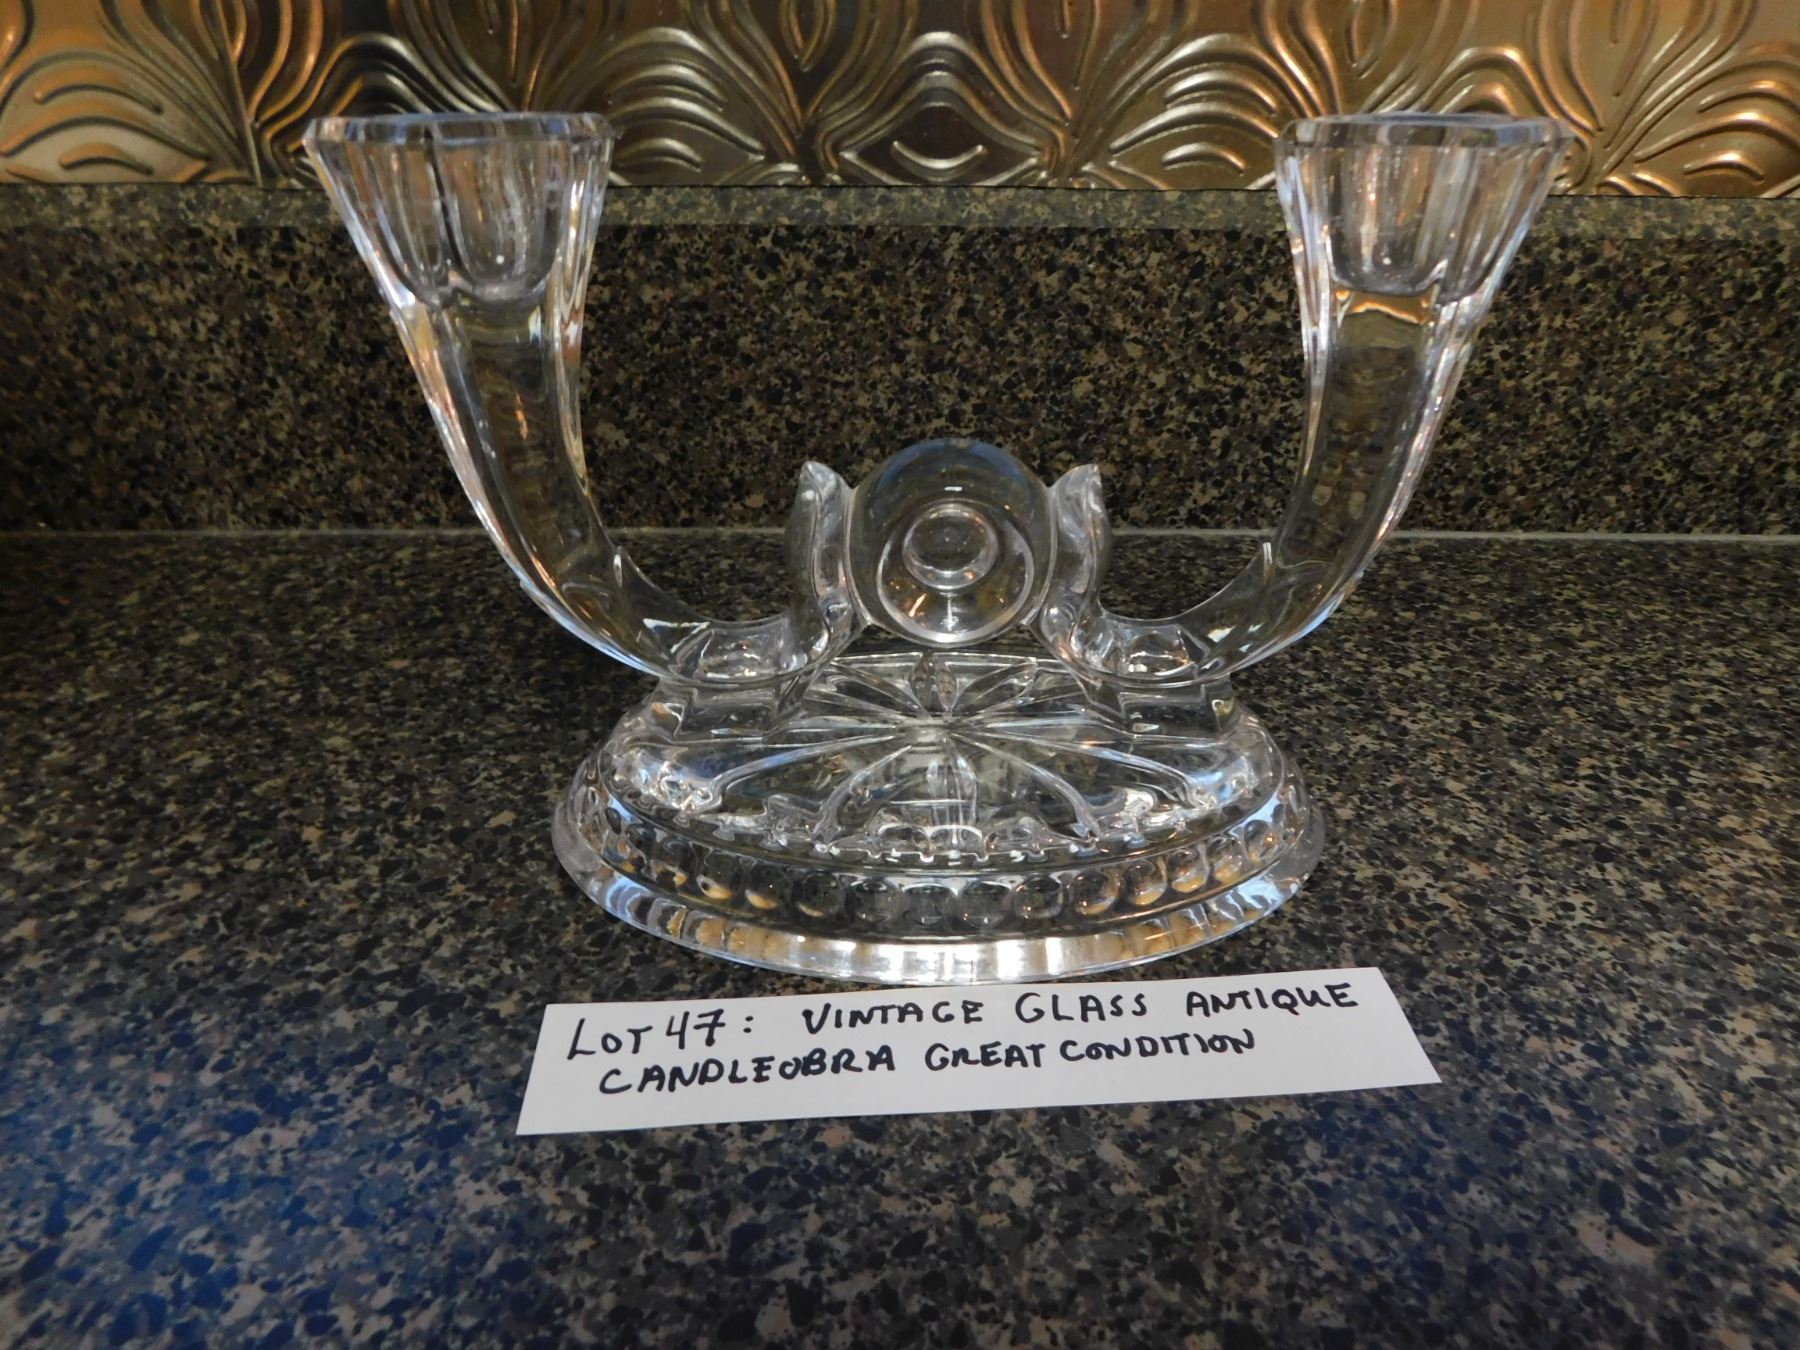 LOT 47: VINTAGE GLASS ANTIQUE
CANDLEOBRA GREAT CONDITION